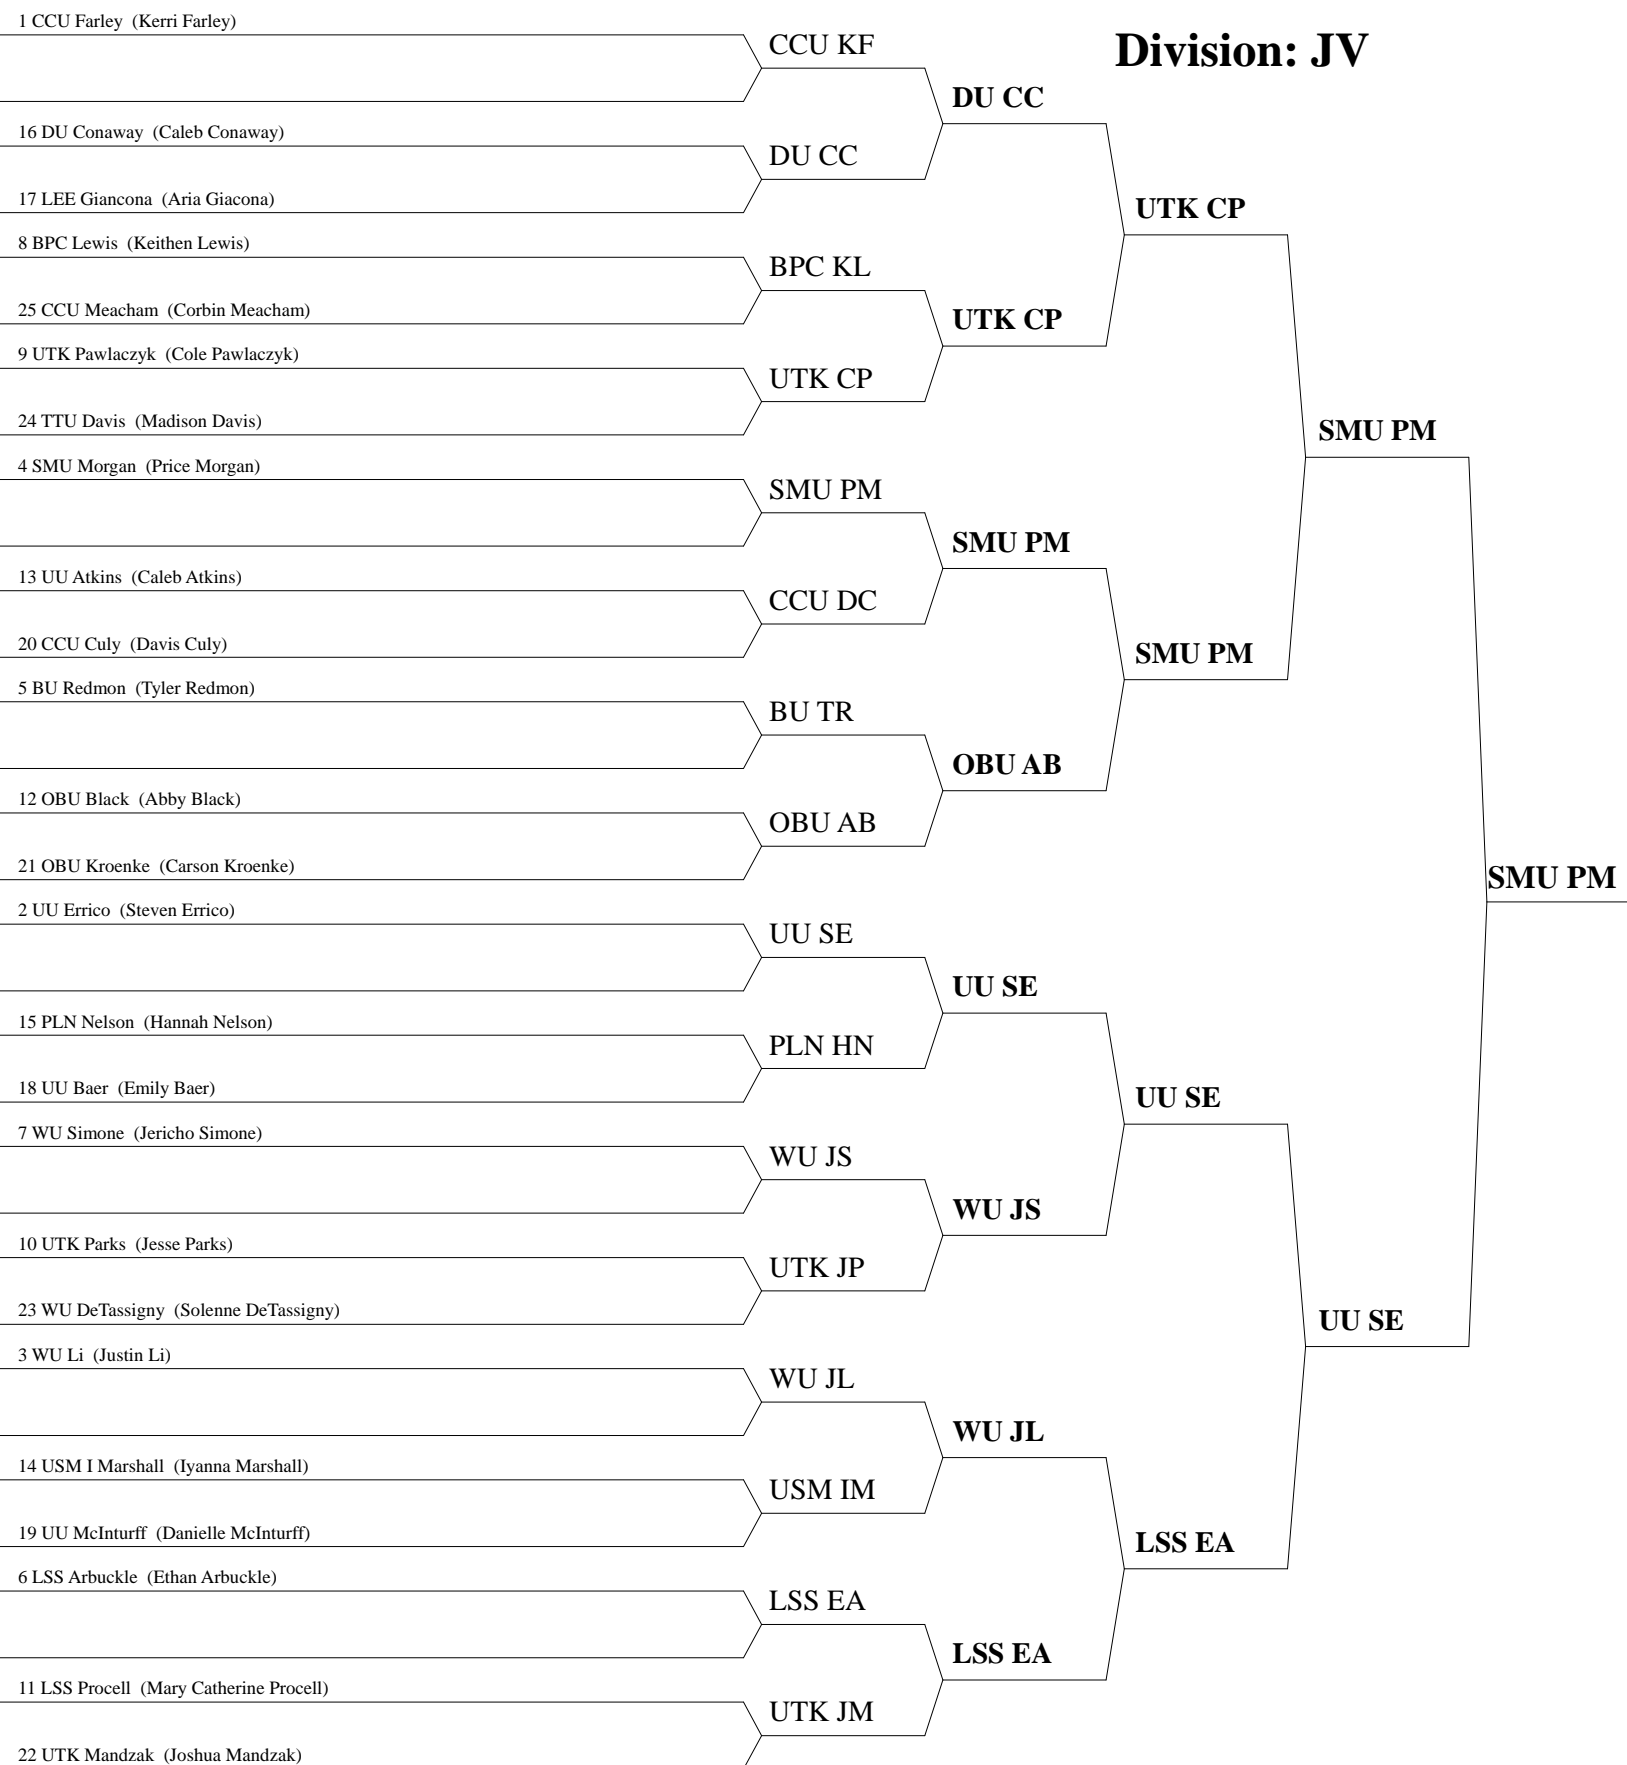 Division: JV
1 CCU Farley (Kerri Farley)
16 DU Conaway (Caleb Conaway)
17 LEE Giancona (Aria Giacona)
8 BPC Lewis (Keithen Lewis)
25 CCU Meacham (Corbin Meacham)
9 UTK Pawlaczyk (Cole Pawlaczyk)
24 TTU Davis (Madison Davis)
4 SMU Morgan (Price Morgan)
13 UU Atkins (Caleb Atkins)
20 CCU Culy (Davis Culy)
5 BU Redmon (Tyler Redmon)
12 OBU Black (Abby Black)
21 OBU Kroenke (Carson Kroenke)
2 UU Errico (Steven Errico)
15 PLN Nelson (Hannah Nelson)
18 UU Baer (Emily Baer)
7 WU Simone (Jericho Simone)
10 UTK Parks (Jesse Parks)
23 WU DeTassigny (Solenne DeTassigny)
3 WU Li (Justin Li)
14 USM I Marshall (Iyanna Marshall)
19 UU McInturff (Danielle McInturff)
6 LSS Arbuckle (Ethan Arbuckle)
11 LSS Procell (Mary Catherine Procell)
22 UTK Mandzak (Joshua Mandzak)
CCU KF
DU CC
BPC KL
UTK CP
SMU PM
CCU DC
BU TR
OBU AB
UU SE
PLN HN
WU JS
UTK JP
WU JL
USM IM
LSS EA
UTK JM
DU CC
UTK CP
SMU PM
OBU AB
UU SE
WU JS
WU JL
LSS EA
UTK CP
SMU PM
UU SE
LSS EA
SMU PM
UU SE
SMU PM